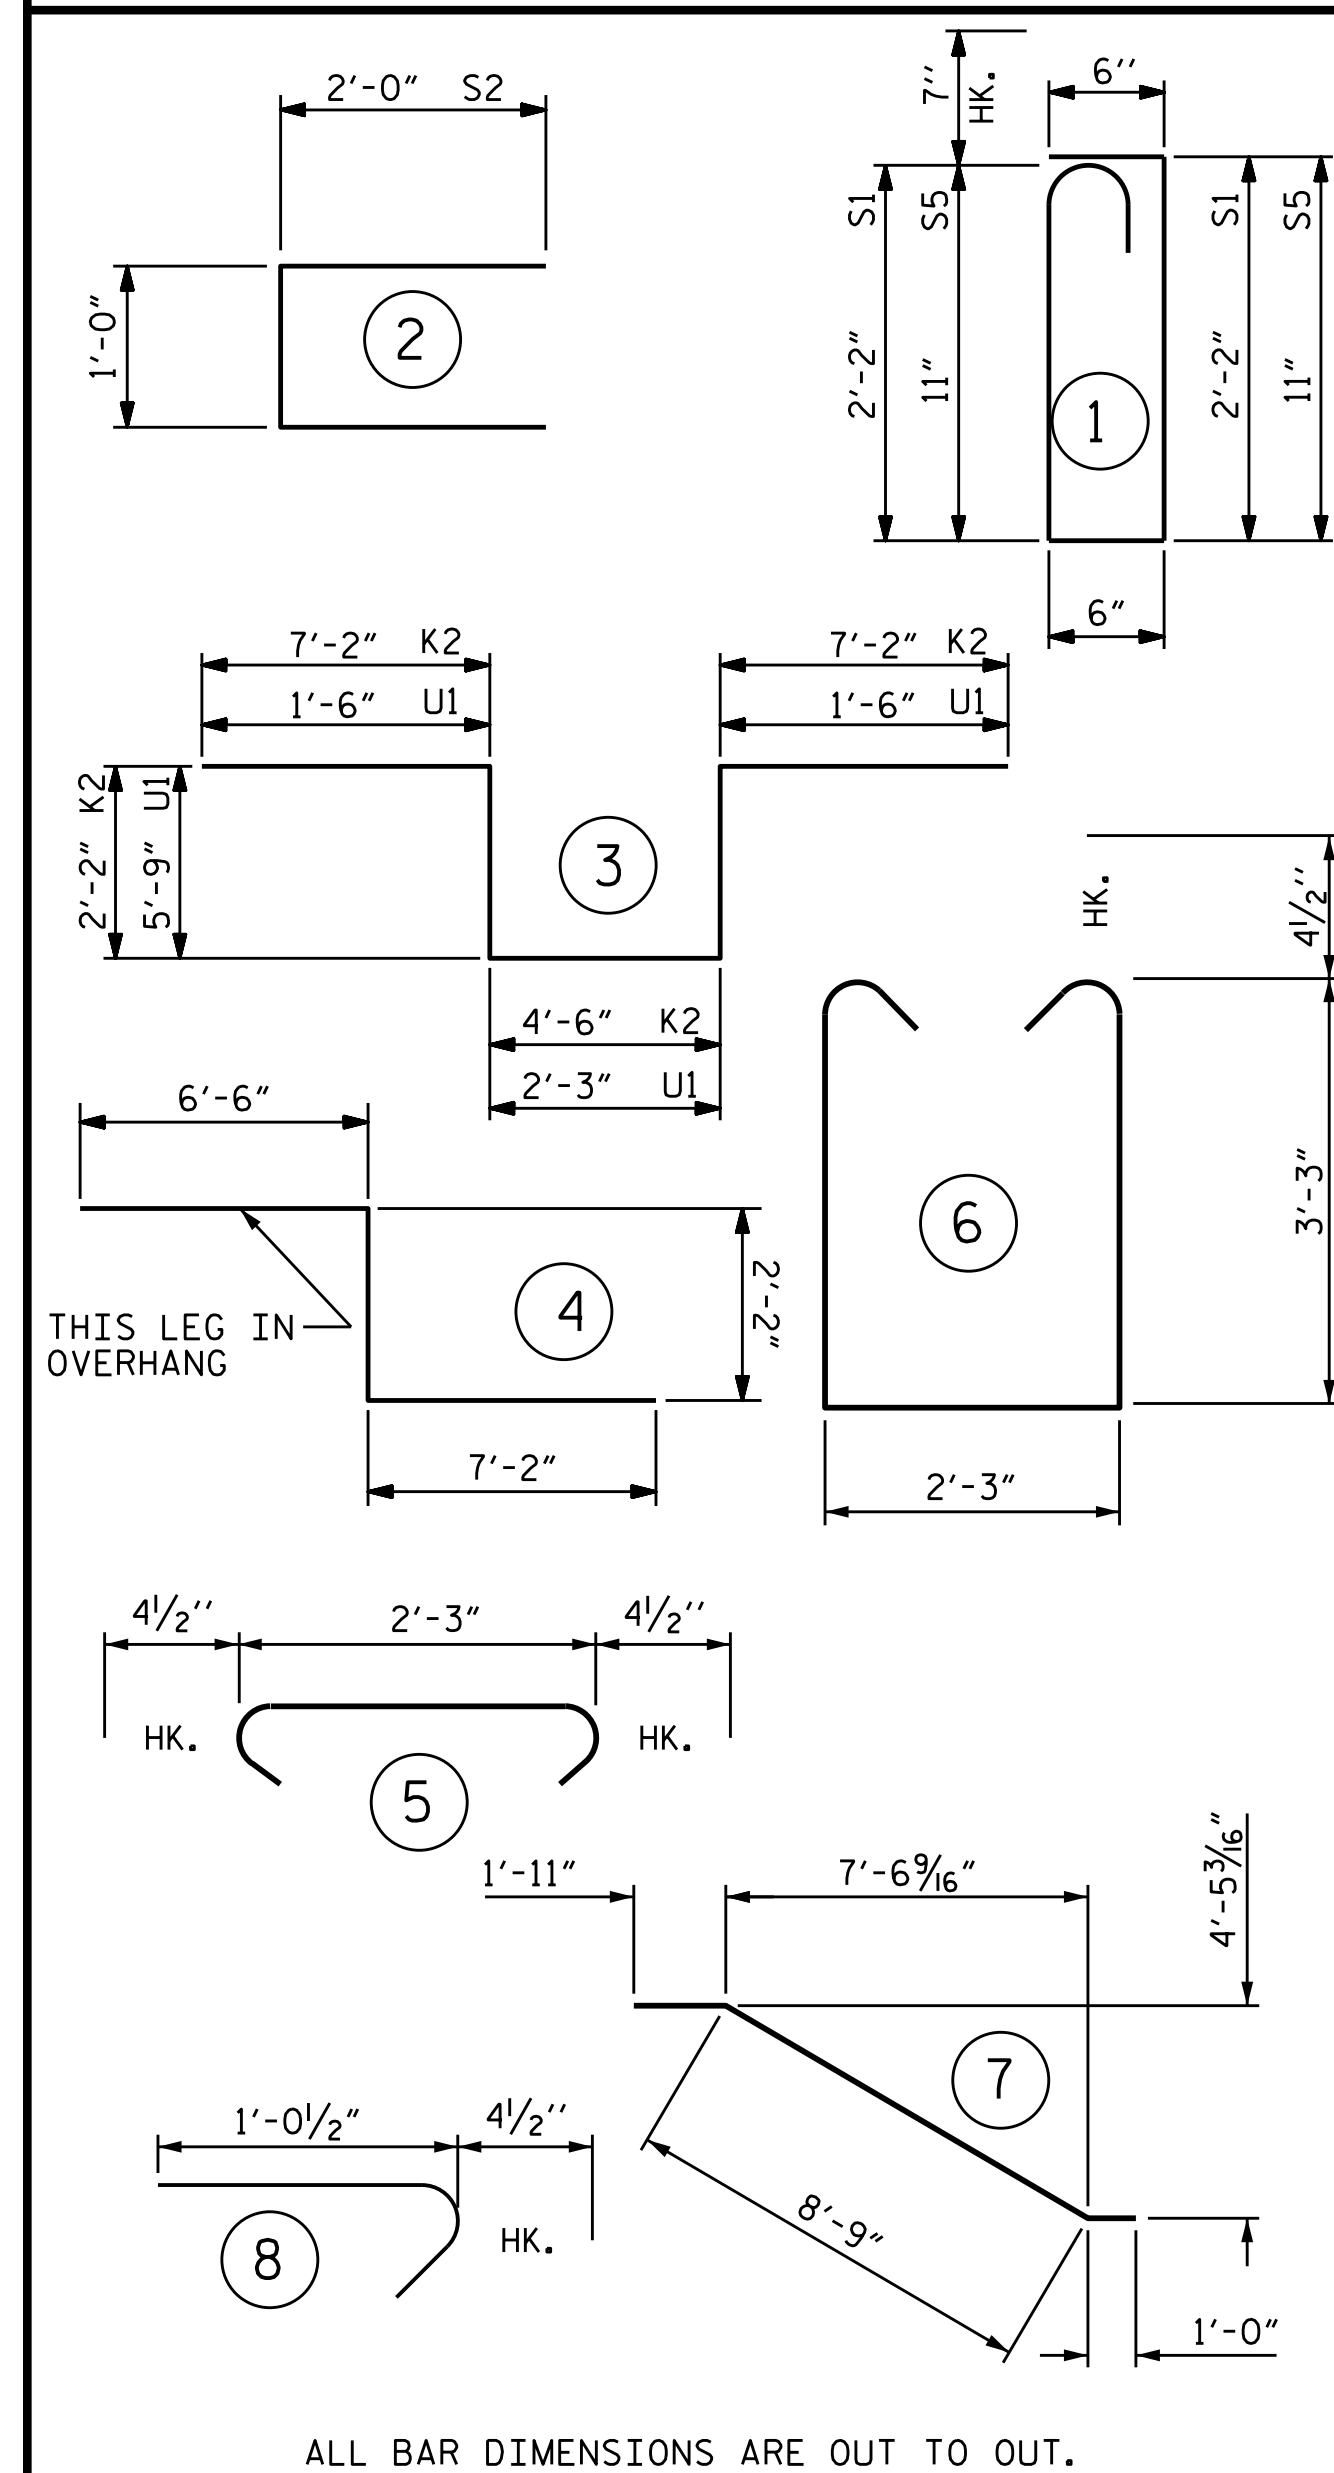 2'-0" S2
1'-0"
2
7"
HK.
6''
S1
2'-2"
S5
11"
S1
2'-2"
S5
11"
1
6"
7'-2" K2
7'-2" K2
1'-6" U1
1'-6" U1
2'-2" K2
5'-9" U1
3
4'-6" K2
2'-3" U1
HK.
4½''
3'-3"
6
2'-3"
6'-6"
THIS LEG IN
OVERHANG
4
2'-2"
7'-2"
4½''
2'-3"
4½''
HK.
HK.
5
1'-11"
7'-6 9/16"
4'-5 3/16"
7
8'-9"
1'-0"
1'-0½"
4½''
HK.
8
ALL BAR DIMENSIONS ARE OUT TO OUT.